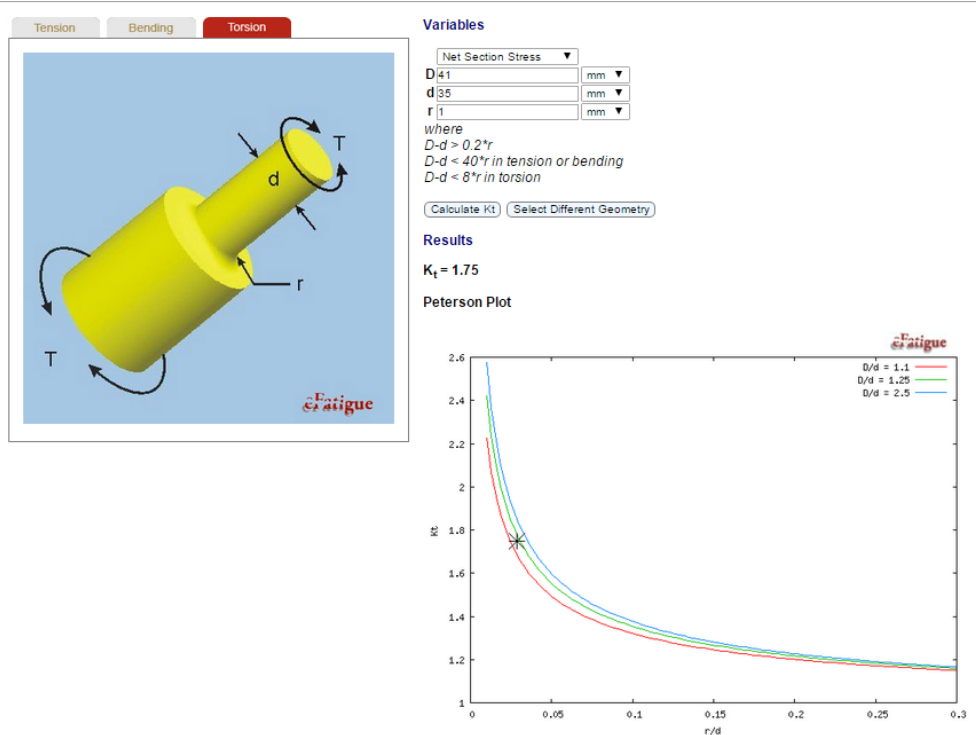 Tension Bending Torsion
T
d
r
T
eFatigue
Variables
Net Section Stress ▼
D 41 mm ▼
d 35 mm ▼
r 1 mm ▼
where
D-d > 0.2*r
D-d < 40*r in tension or bending
D-d < 8*r in torsion
Calculate Kt Select Different Geometry
Results
Kt = 1.75
Peterson Plot
eFatigue
D/d = 1.1
D/d = 1.25
D/d = 2.5
2.6
2.4
2.2
2
1.8
1.6
1.4
1.2
1
Kt
0 0.05 0.1 0.15 0.2 0.25 0.3
r/d